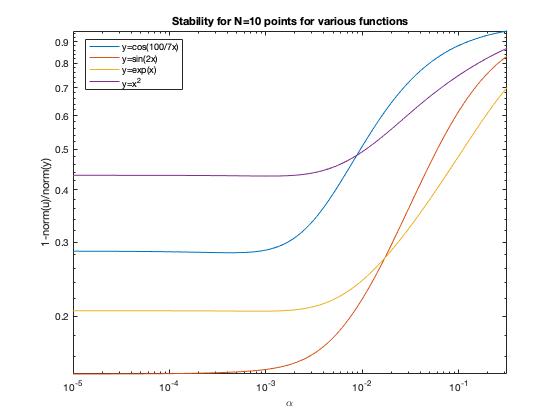 Stability for N=10 points for various functions
y=cos(100/7x)
y=sin(2x)
y=exp(x)
y=x²
1-norm(u)/norm(y)
0.9
0.8
0.7
0.6
0.5
0.4
0.3
0.2
10⁻⁵ 10⁻⁴ 10⁻³ 10⁻² 10⁻¹
α